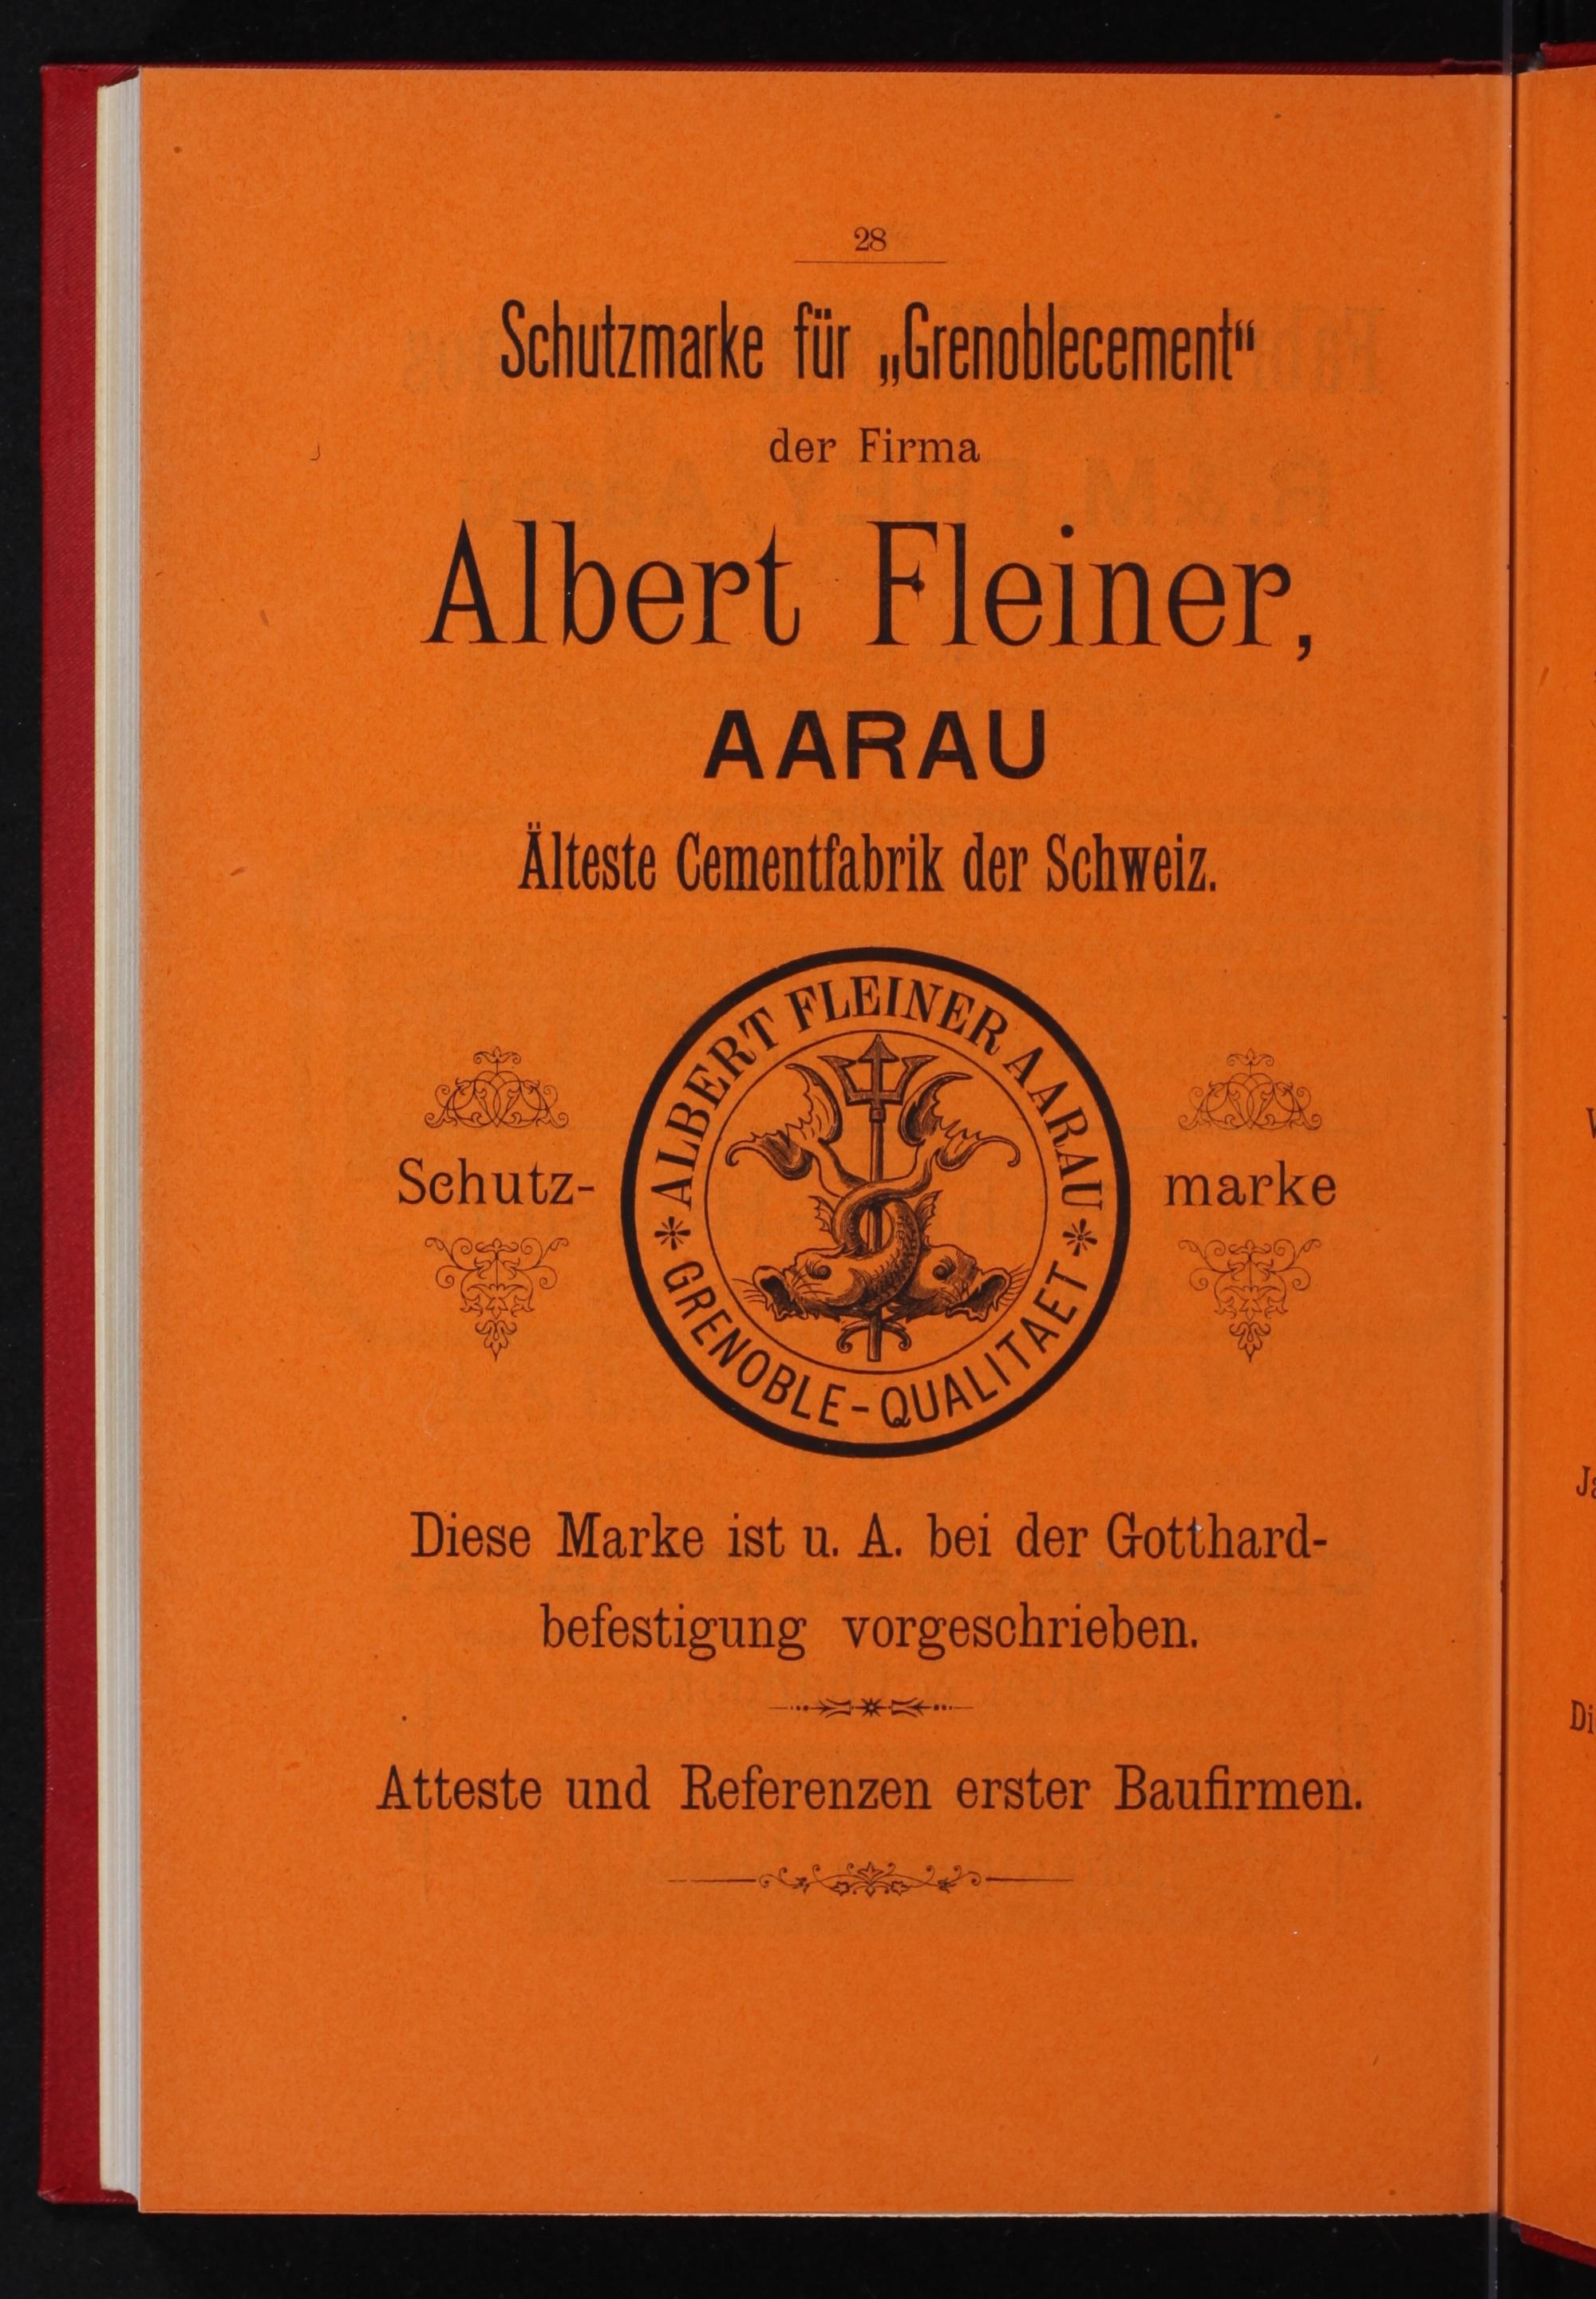 28
Schutzmarke für „Grenoblecement“
der Firma
Albert Fleiner,
AARAU
Älteste Cementfabrik der Schweiz.
* ALBERT FLEINER AARAU *
Schutz-
marke
GRENOBLE-QUALITAET
Diese Marke ist u. A. bei der Gotthard-
befestigung vorgeschrieben.
Atteste und Referenzen erster Baufirmen.